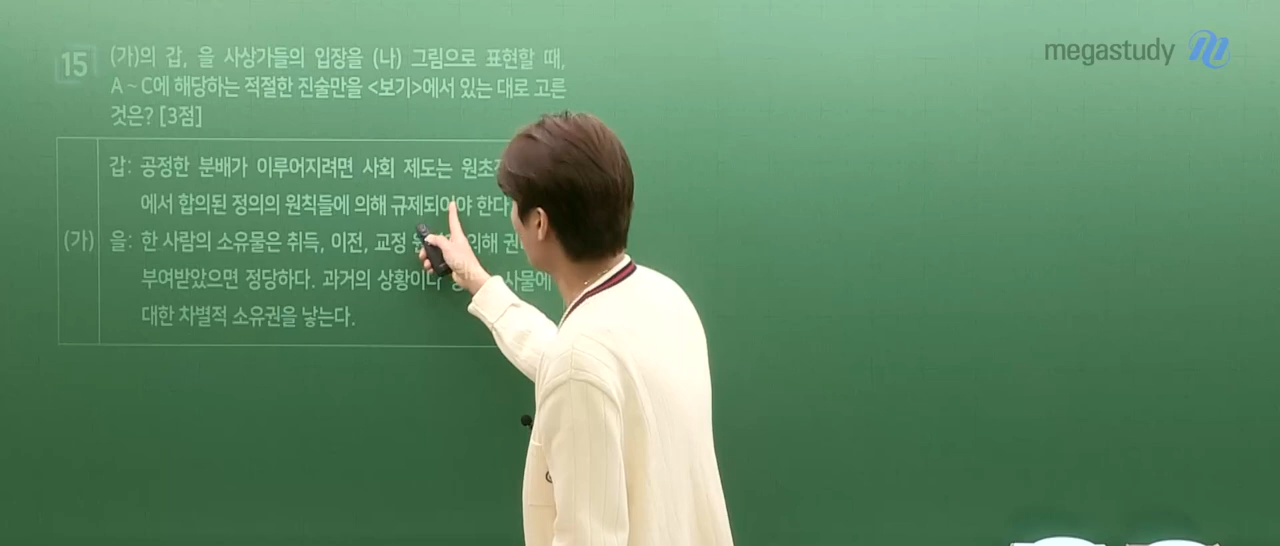 megastudy
15
(가)의 갑, 을 사상가들의 입장을 (나) 그림으로 표현할 때,
A ~ C에 해당하는 적절한 진술만을 <보기>에서 있는 대로 고른
것은? [3점]
(가)
갑: 공정한 분배가 이루어지려면 사회 제도는
에서 합의된 정의의 원칙들에 의해 규제되어야 한다
을: 한 사람의 소유물은 취득, 이전, 교정 의해
부여받았으면 정당하다. 과거의 상황이나 사물에
대한 차별적 소유권을 낳는다.